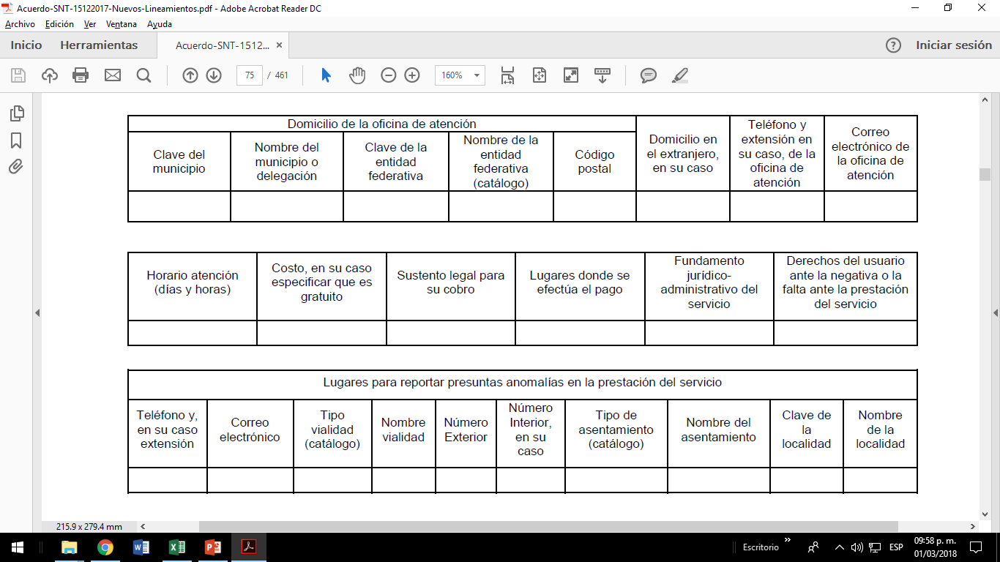 Acuerdo-SNT-15122017-Nuevos-Lineamientos.pdf - Adobe Acrobat Reader DC
Archivo Edición Ver Ventana Ayuda
Inicio Herramientas Acuerdo-SNT-1512... × ? Iniciar sesión
75 / 461 160%
Domicilio de la oficina de atención
Clave del
municipio
Nombre del
municipio o
delegación
Clave de la
entidad
federativa
Nombre de la
entidad
federativa
(catálogo)
Código
postal
Domicilio en
el extranjero,
en su caso
Teléfono y
extensión en
su caso, de la
oficina de
atención
Correo
electrónico de
la oficina de
atención
Horario atención
(días y horas)
Costo, en su caso
especificar que es
gratuito
Sustento legal para
su cobro
Lugares donde se
efectúa el pago
Fundamento
jurídico-
administrativo del
servicio
Derechos del usuario
ante la negativa o la
falta ante la prestación
del servicio
Lugares para reportar presuntas anomalías en la prestación del servicio
Teléfono y,
en su caso
extensión
Correo
electrónico
Tipo
vialidad
(catálogo)
Nombre
vialidad
Número
Exterior
Número
Interior,
en su
caso
Tipo de
asentamiento
(catálogo)
Nombre del
asentamiento
Clave de
la
localidad
Nombre
de la
localidad
215.9 x 279.4 mm
Escritorio » ESP
09:58 p. m.
01/03/2018